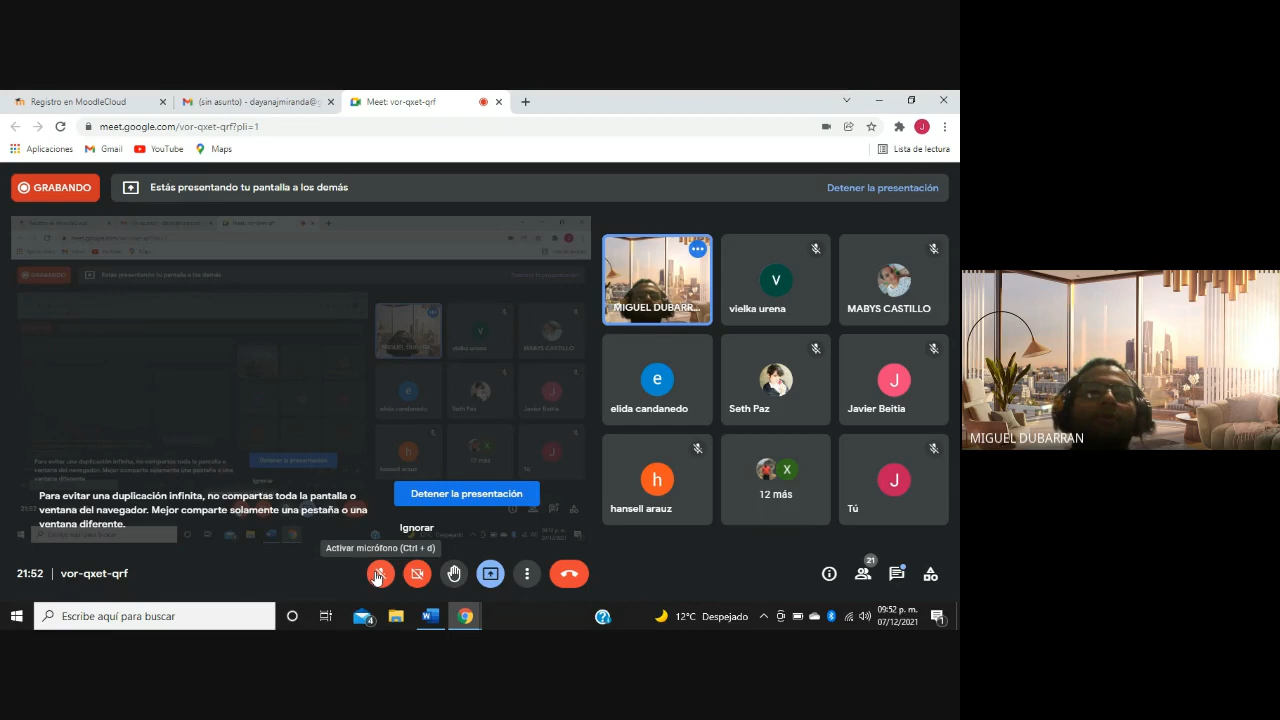 Registro en MoodleCloud
(sin asunto) - dayanajmiranda@g
Meet: vor-qxet-qrf
meet.google.com/vor-qxet-qrf?pli=1
Aplicaciones
Gmail
YouTube
Maps
Lista de lectura
GRABANDO
Estás presentando tu pantalla a los demás
Detener la presentación
MIGUEL DUBARR...
vielka urena
MABYS CASTILLO
elida candanedo
Seth Paz
Javier Beitia
hansell arauz
12 más
Tú
MIGUEL DUBARRAN
Para evitar una duplicación infinita, no compartas toda la pantalla o
ventana del navegador. Mejor comparte solamente una pestaña o una
ventana diferente.
Detener la presentación
Ignorar
Activar micrófono (Ctrl + d)
21:52 | vor-qxet-qrf
21
Escribe aquí para buscar
4
12°C Despejado
09:52 p. m.
07/12/2021
1